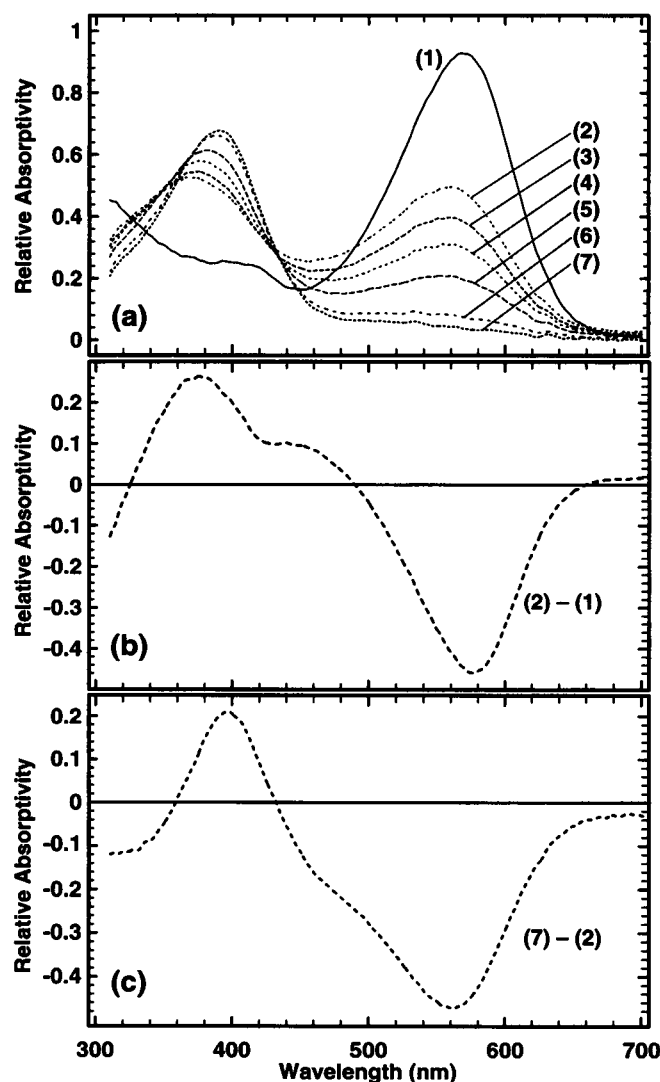 1
0.8
0.6
0.4
0.2
0
Relative Absorptivity
(1)
(2)
(3)
(4)
(5)
(6)
(7)
(a)
0.2
0.1
0
-0.1
-0.2
-0.3
-0.4
Relative Absorptivity
(2) – (1)
(b)
0.2
0.1
0
-0.1
-0.2
-0.3
-0.4
Relative Absorptivity
(7) – (2)
(c)
300 400 500 600 700
Wavelength (nm)